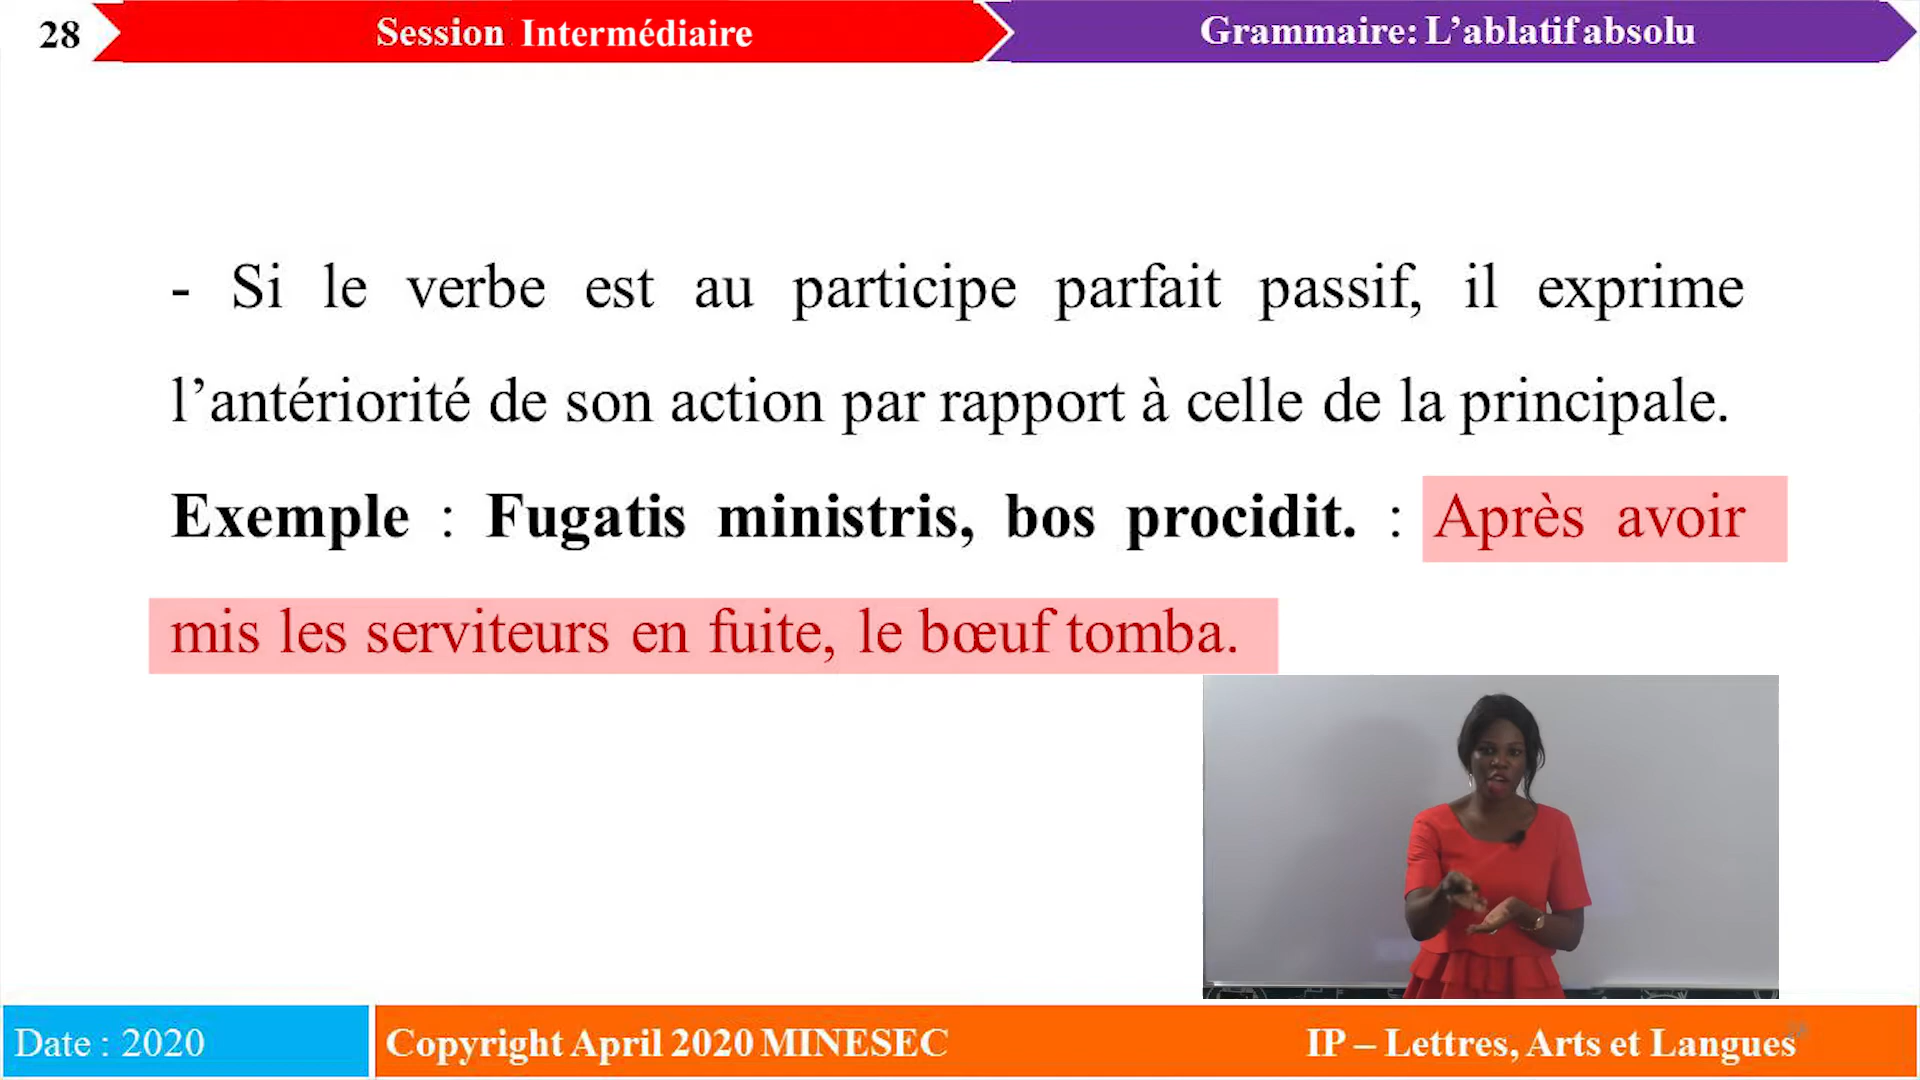 28
Session Intermédiaire
Grammaire: L’ablatif absolu
- Si le verbe est au participe parfait passif, il exprime
l’antériorité de son action par rapport à celle de la principale.
Exemple : Fugatis ministris, bos procidit. : Après avoir
mis les serviteurs en fuite, le bœuf tomba.
Date : 2020
Copyright April 2020 MINESEC
IP – Lettres, Arts et Langues